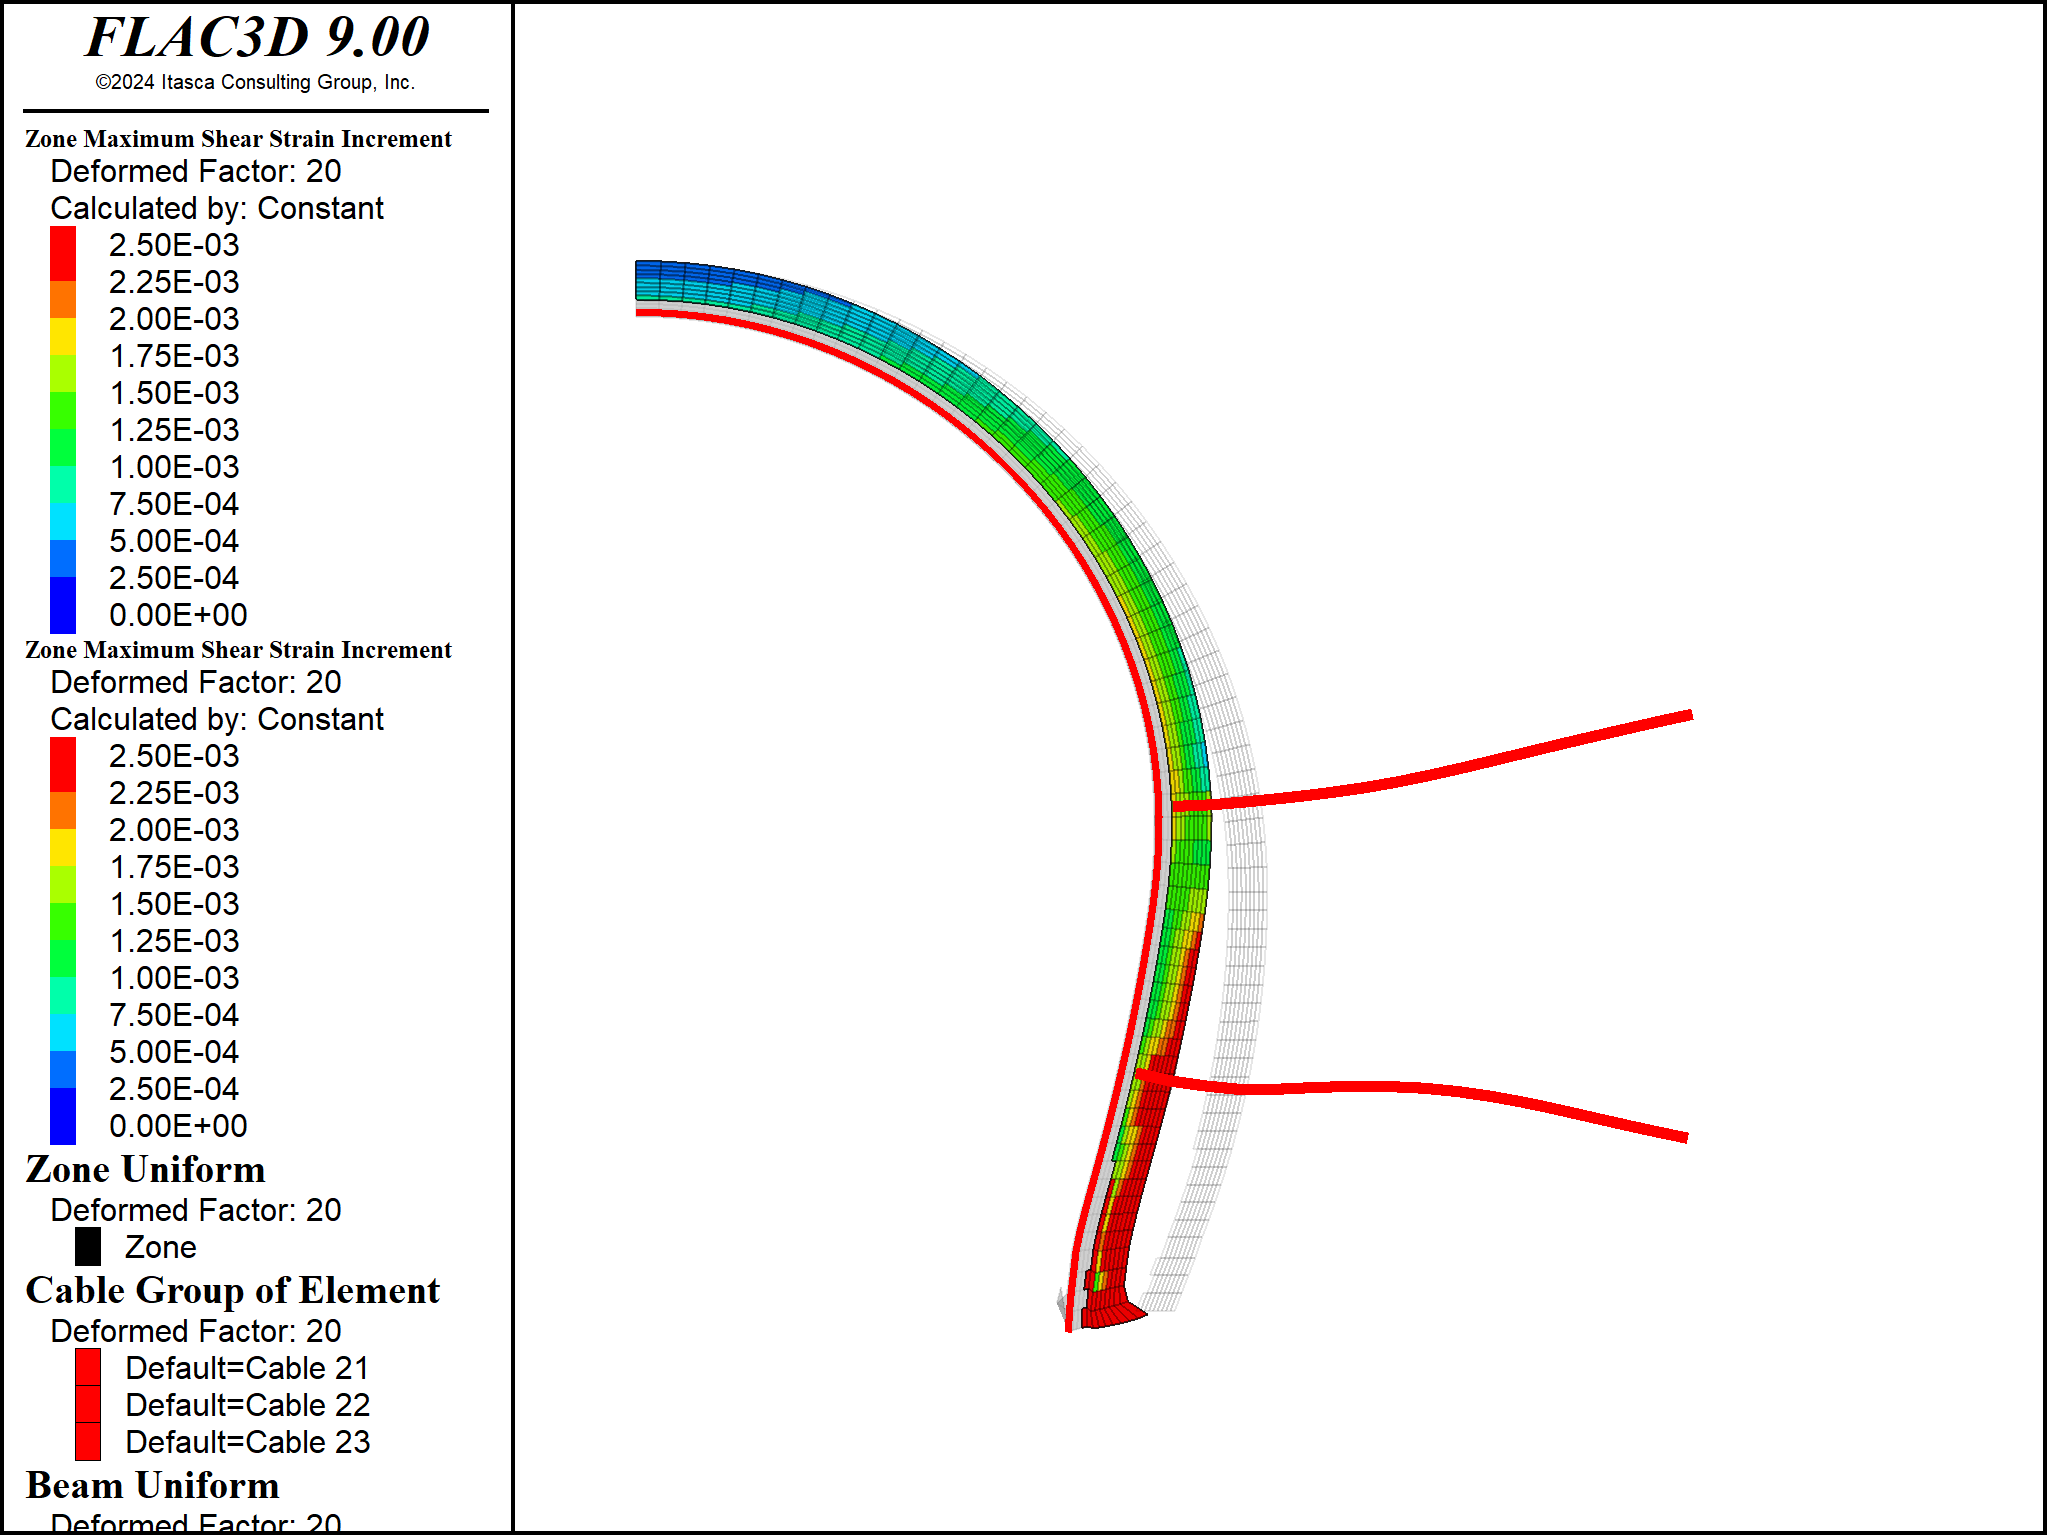 FLAC3D 9.00
©2024 Itasca Consulting Group, Inc.
Zone Maximum Shear Strain Increment
Deformed Factor: 20
Calculated by: Constant
2.50E-03
2.25E-03
2.00E-03
1.75E-03
1.50E-03
1.25E-03
1.00E-03
7.50E-04
5.00E-04
2.50E-04
0.00E+00
Zone Maximum Shear Strain Increment
Deformed Factor: 20
Calculated by: Constant
2.50E-03
2.25E-03
2.00E-03
1.75E-03
1.50E-03
1.25E-03
1.00E-03
7.50E-04
5.00E-04
2.50E-04
0.00E+00
Zone Uniform
Deformed Factor: 20
Zone
Cable Group of Element
Deformed Factor: 20
Default=Cable 21
Default=Cable 22
Default=Cable 23
Beam Uniform
Deformed Factor: 20